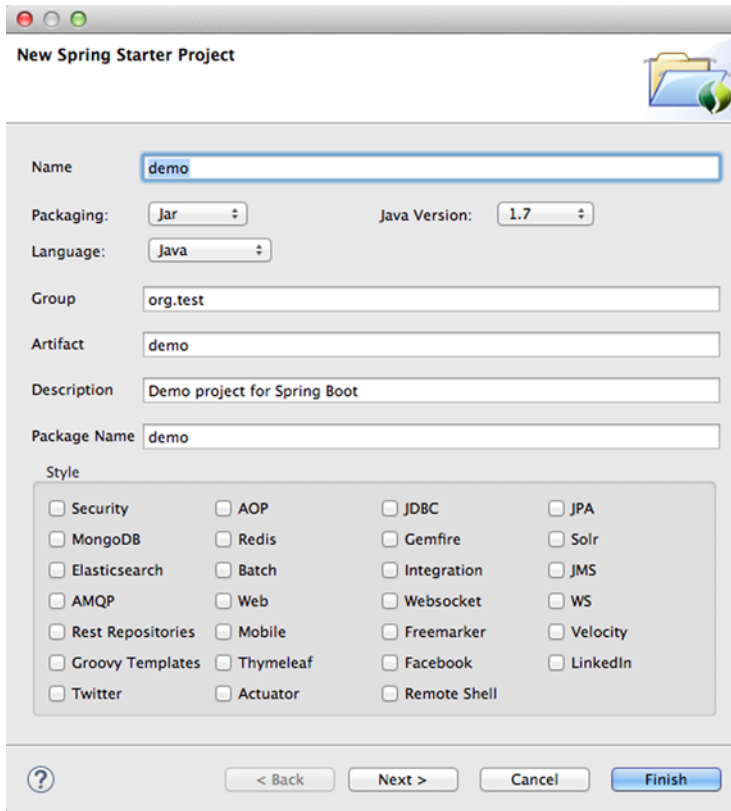 New Spring Starter Project
Name demo
Packaging: Jar Java Version: 1.7
Language: Java
Group org.test
Artifact demo
Description Demo project for Spring Boot
Package Name demo
Style
Security AOP JDBC JPA
MongoDB Redis Gemfire Solr
Elasticsearch Batch Integration JMS
AMQP Web Websocket WS
Rest Repositories Mobile Freemarker Velocity
Groovy Templates Thymeleaf Facebook LinkedIn
Twitter Actuator Remote Shell
? < Back Next > Cancel Finish